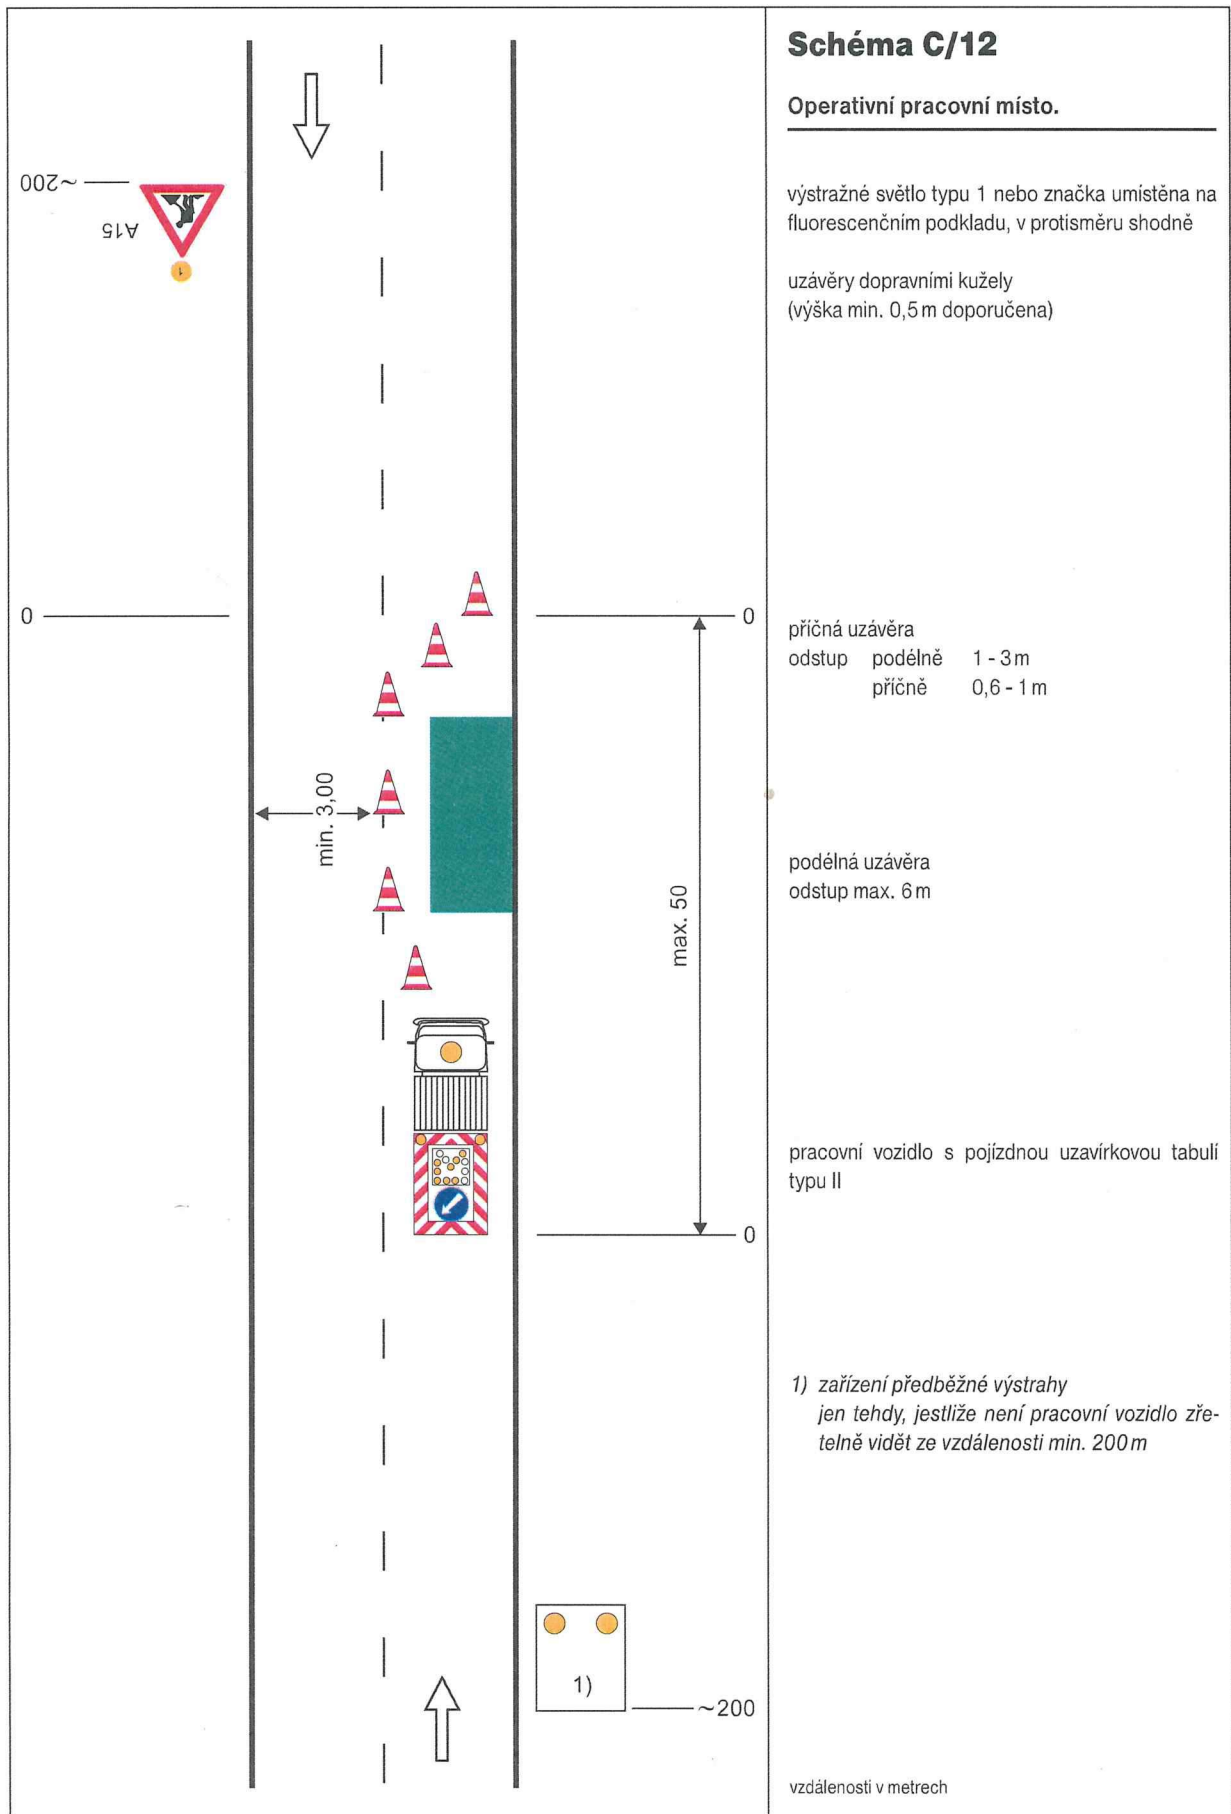 Schéma C/12
Operativní pracovní místo.
~200
A15
1
výstražné světlo typu 1 nebo značka umístěna na
fluorescenčním podkladu, v protisměru shodně
uzávěry dopravními kužely
(výška min. 0,5 m doporučena)
0
0
příčná uzávěra
odstup podélně 1 - 3 m
příčně 0,6 - 1 m
min. 3,00
max. 50
podélná uzávěra
odstup max. 6 m
pracovní vozidlo s pojízdnou uzavírkovou tabulí
typu II
0
1) zařízení předběžné výstrahy
jen tehdy, jestliže není pracovní vozidlo zře-
telně vidět ze vzdálenosti min. 200 m
1)
~200
vzdálenosti v metrech